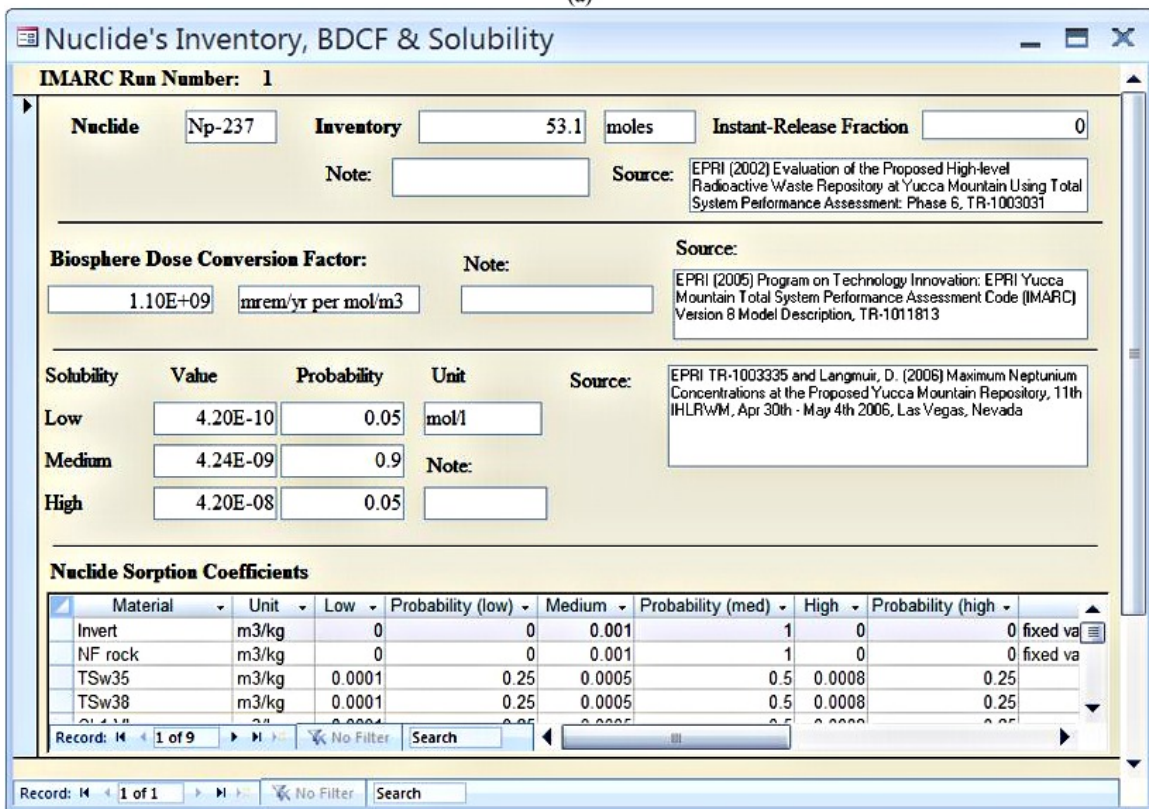 (a)
Nuclide's Inventory, BDCF & Solubility
IMARC Run Number: 1
Nuclide Np-237 Inventory 53.1 moles Instant-Release Fraction 0
Note: Source: EPRI (2002) Evaluation of the Proposed High-level
Radioactive Waste Repository at Yucca Mountain Using Total
System Performance Assessment: Phase 6, TR-1003031
Biosphere Dose Conversion Factor: Note: Source:
1.10E+09 mrem/yr per mol/m3
EPRI (2005) Program on Technology Innovation: EPRI Yucca
Mountain Total System Performance Assessment Code (IMARC)
Version 8 Model Description, TR-1011813
Solubility Value Probability Unit Source:
EPRI TR-1003335 and Langmuir, D. (2006) Maximum Neptunium
Concentrations at the Proposed Yucca Mountain Repository, 11th
IHLRWM, Apr 30th - May 4th 2006, Las Vegas, Nevada
Low 4.20E-10 0.05 mol/l
Medium 4.24E-09 0.9 Note:
High 4.20E-08 0.05
Nuclide Sorption Coefficients
Material Unit Low Probability (low) Medium Probability (med) High Probability (high
Invert m3/kg 0 0 0.001 1 0 0 fixed va
NF rock m3/kg 0 0 0.001 1 0 0 fixed va
TSw35 m3/kg 0.0001 0.25 0.0005 0.5 0.0008 0.25
TSw38 m3/kg 0.0001 0.25 0.0005 0.5 0.0008 0.25
Record: 1 of 9 No Filter Search
Record: 1 of 1 No Filter Search